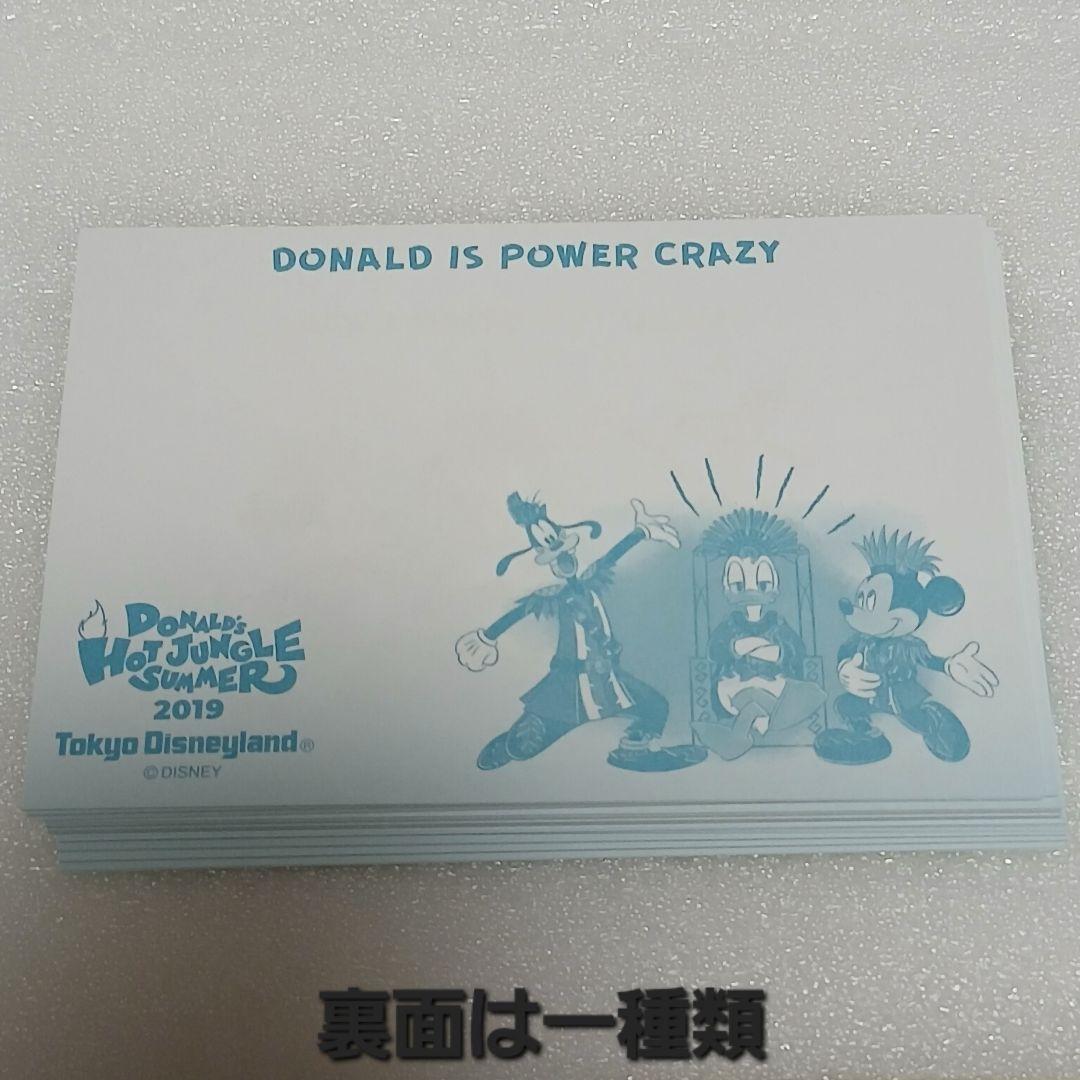 DONALD IS POWER CRAZY
DONALD'S
HOT JUNGLE
SUMMER
2019
Tokyo Disneyland®
©DISNEY
裏面は一種類